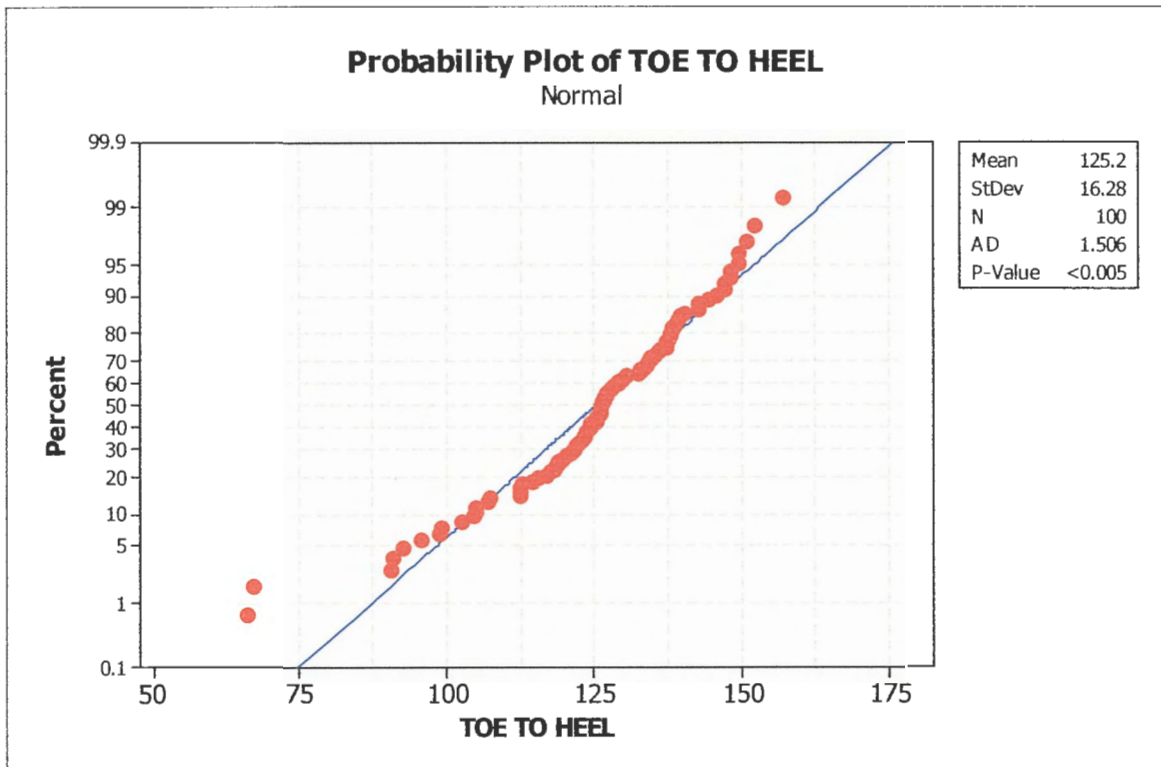 Probability Plot of TOE TO HEEL
Normal
99.9
99
95
90
80
70
60
50
40
30
20
10
5
1
0.1
Percent
50 75 100 125 150 175
TOE TO HEEL
Mean 125.2
StDev 16.28
N 100
AD 1.506
P-Value <0.005